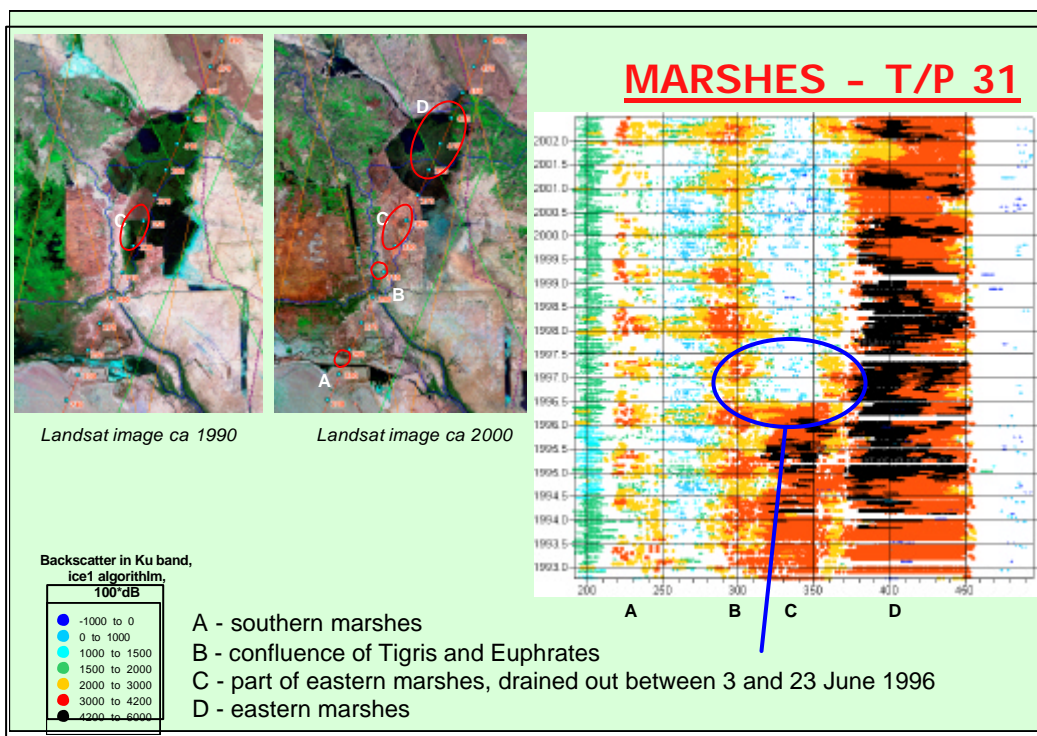 MARSHES - T/P 31
D
C
C
B
A
Landsat image ca 1990
Landsat image ca 2000
2002.0
2001.5
2001.0
2000.5
2000.0
1999.5
1999.0
1998.5
1998.0
1997.5
1997.0
1996.5
1996.0
1995.5
1995.0
1994.5
1994.0
1993.5
1993.0
200 250 300 350 400 450
A B C D
Backscatter in Ku band,
ice1 algorithlm,
100*dB
-1000 to 0
0 to 1000
1000 to 1500
1500 to 2000
2000 to 3000
3000 to 4200
4200 to 6000
A - southern marshes
B - confluence of Tigris and Euphrates
C - part of eastern marshes, drained out between 3 and 23 June 1996
D - eastern marshes